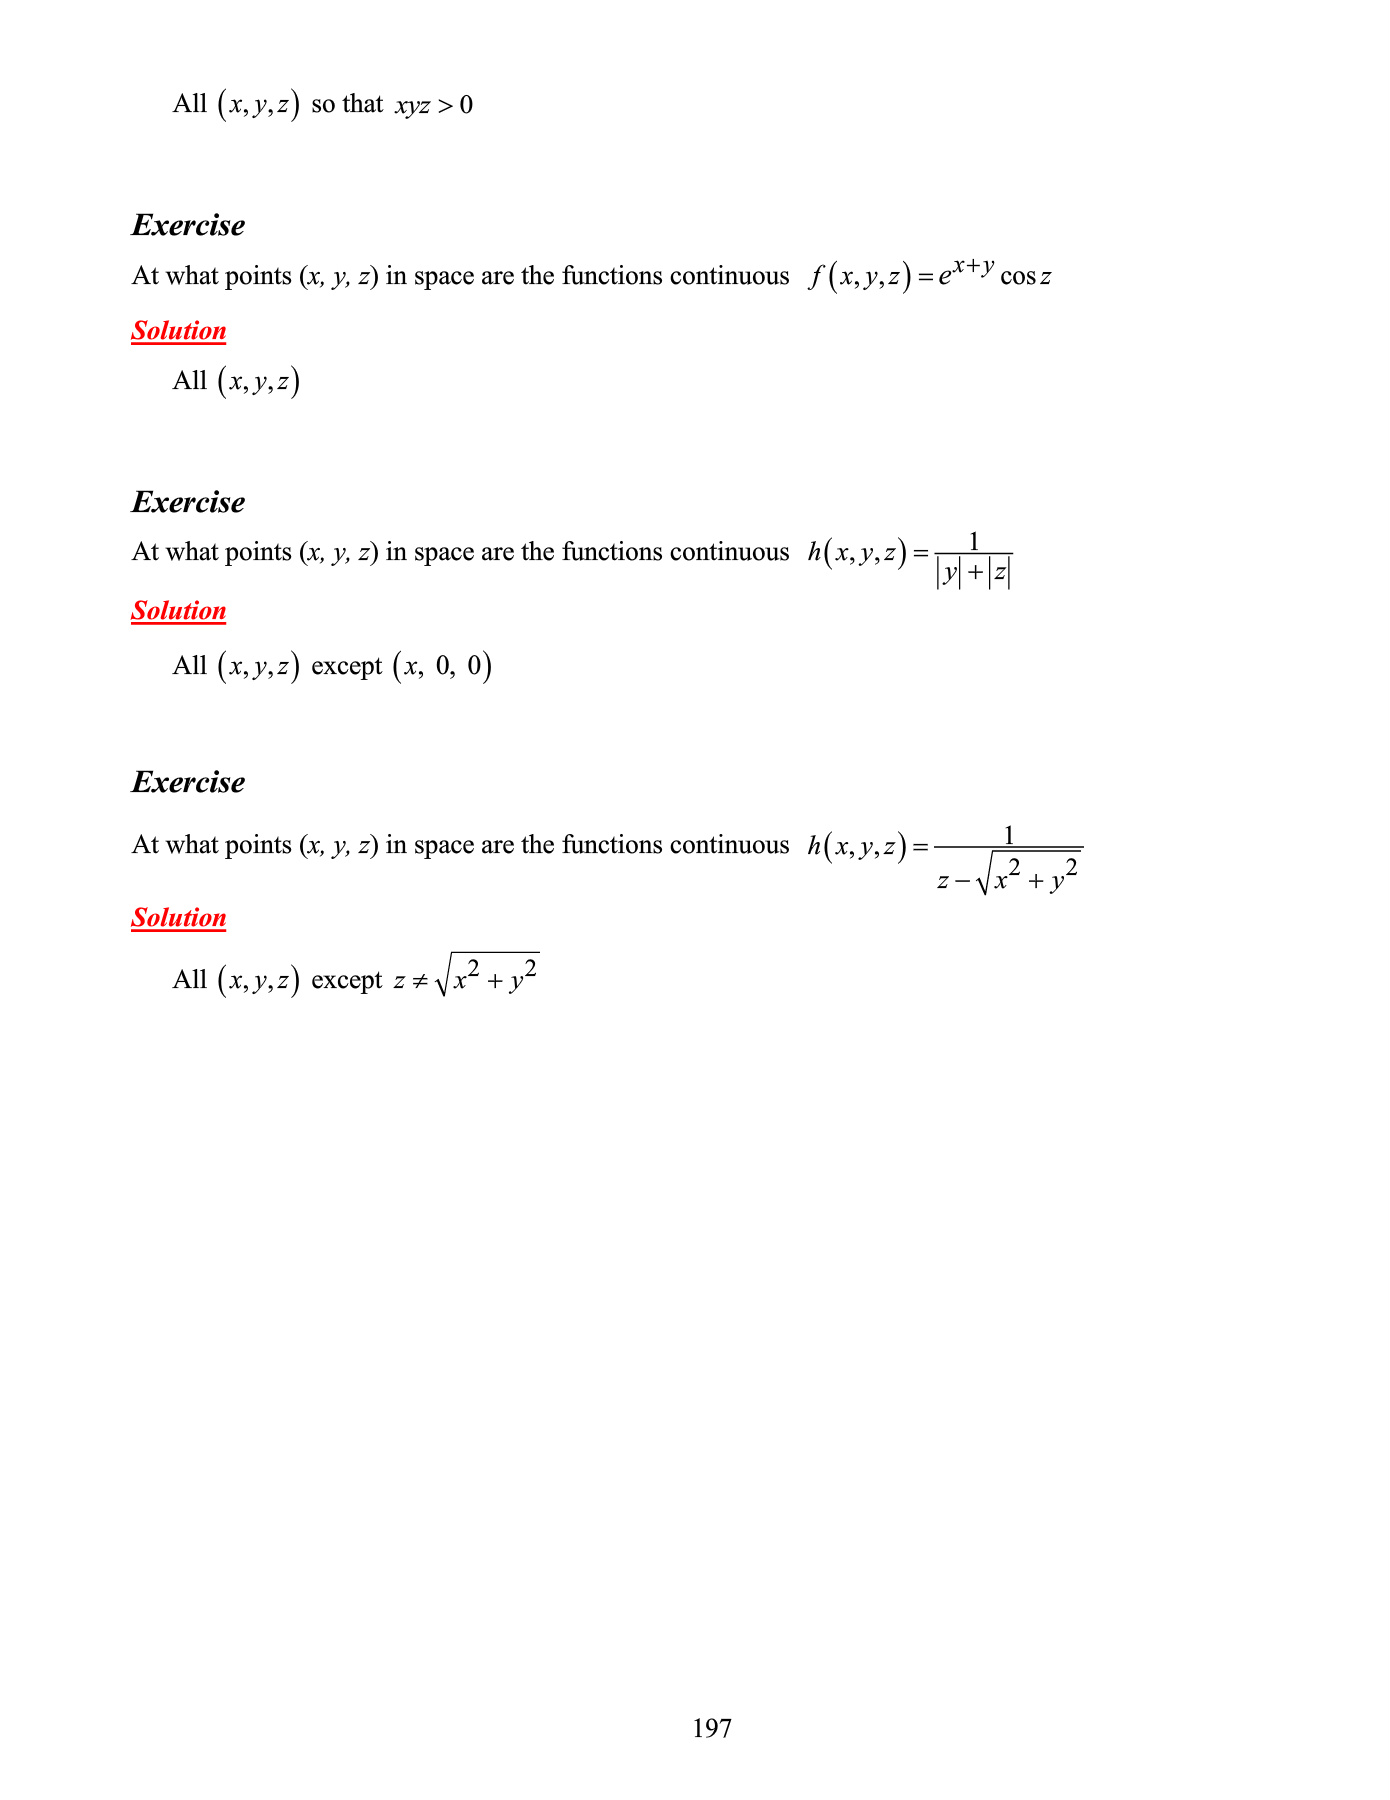 All (x, y, z) so that xyz > 0
Exercise
At what points (x, y, z) in space are the functions continuous f(x, y, z) = e^{x+y} cos z
Solution
All (x, y, z)
Exercise
At what points (x, y, z) in space are the functions continuous h(x, y, z) = \frac{1}{|y| + |z|}
Solution
All (x, y, z) except (x, 0, 0)
Exercise
At what points (x, y, z) in space are the functions continuous h(x, y, z) = \frac{1}{z - \sqrt{x^2 + y^2}}
Solution
All (x, y, z) except z ≠ \sqrt{x^2 + y^2}
197